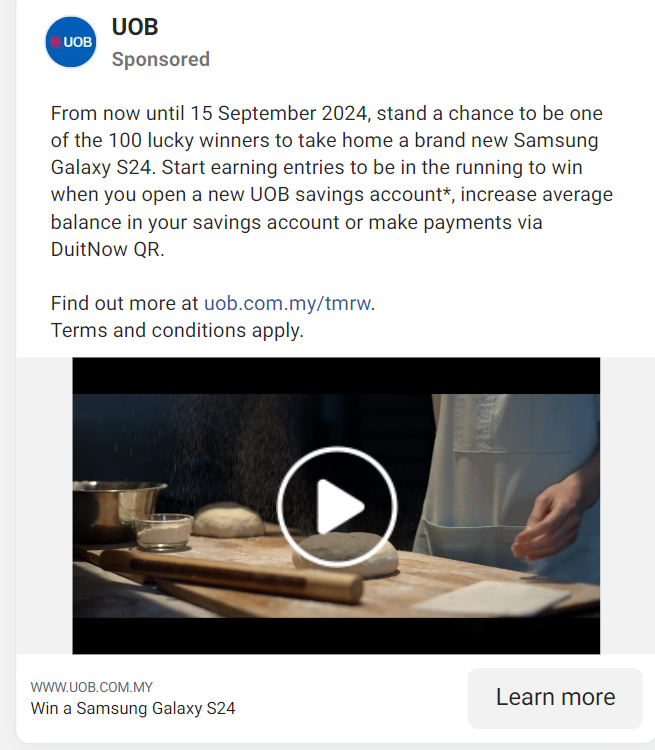 UOB
UOB
Sponsored
From now until 15 September 2024, stand a chance to be one
of the 100 lucky winners to take home a brand new Samsung
Galaxy S24. Start earning entries to be in the running to win
when you open a new UOB savings account*, increase average
balance in your savings account or make payments via
DuitNow QR.
Find out more at uob.com.my/tmrw.
Terms and conditions apply.
WWW.UOB.COM.MY
Win a Samsung Galaxy S24
Learn more